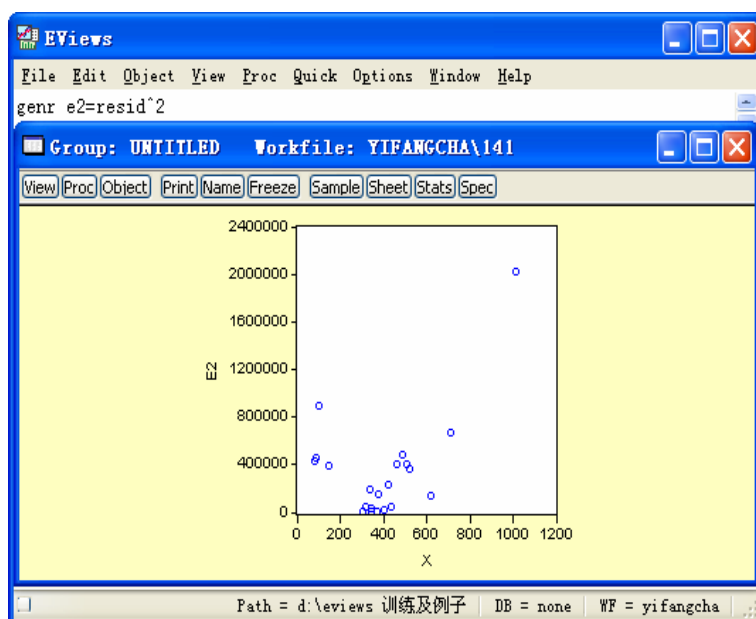 EViews
File Edit Object View Proc Quick Options Window Help
genr e2=resid^2
Group: UNTITLED Workfile: YIFANGCHA\141
View Proc Object Print Name Freeze Sample Sheet Stats Spec
2400000
2000000
1600000
1200000
800000
400000
0
E2
0 200 400 600 800 1000 1200
X
Path = d:\eviews 训练及例子 DB = none WF = yifangcha